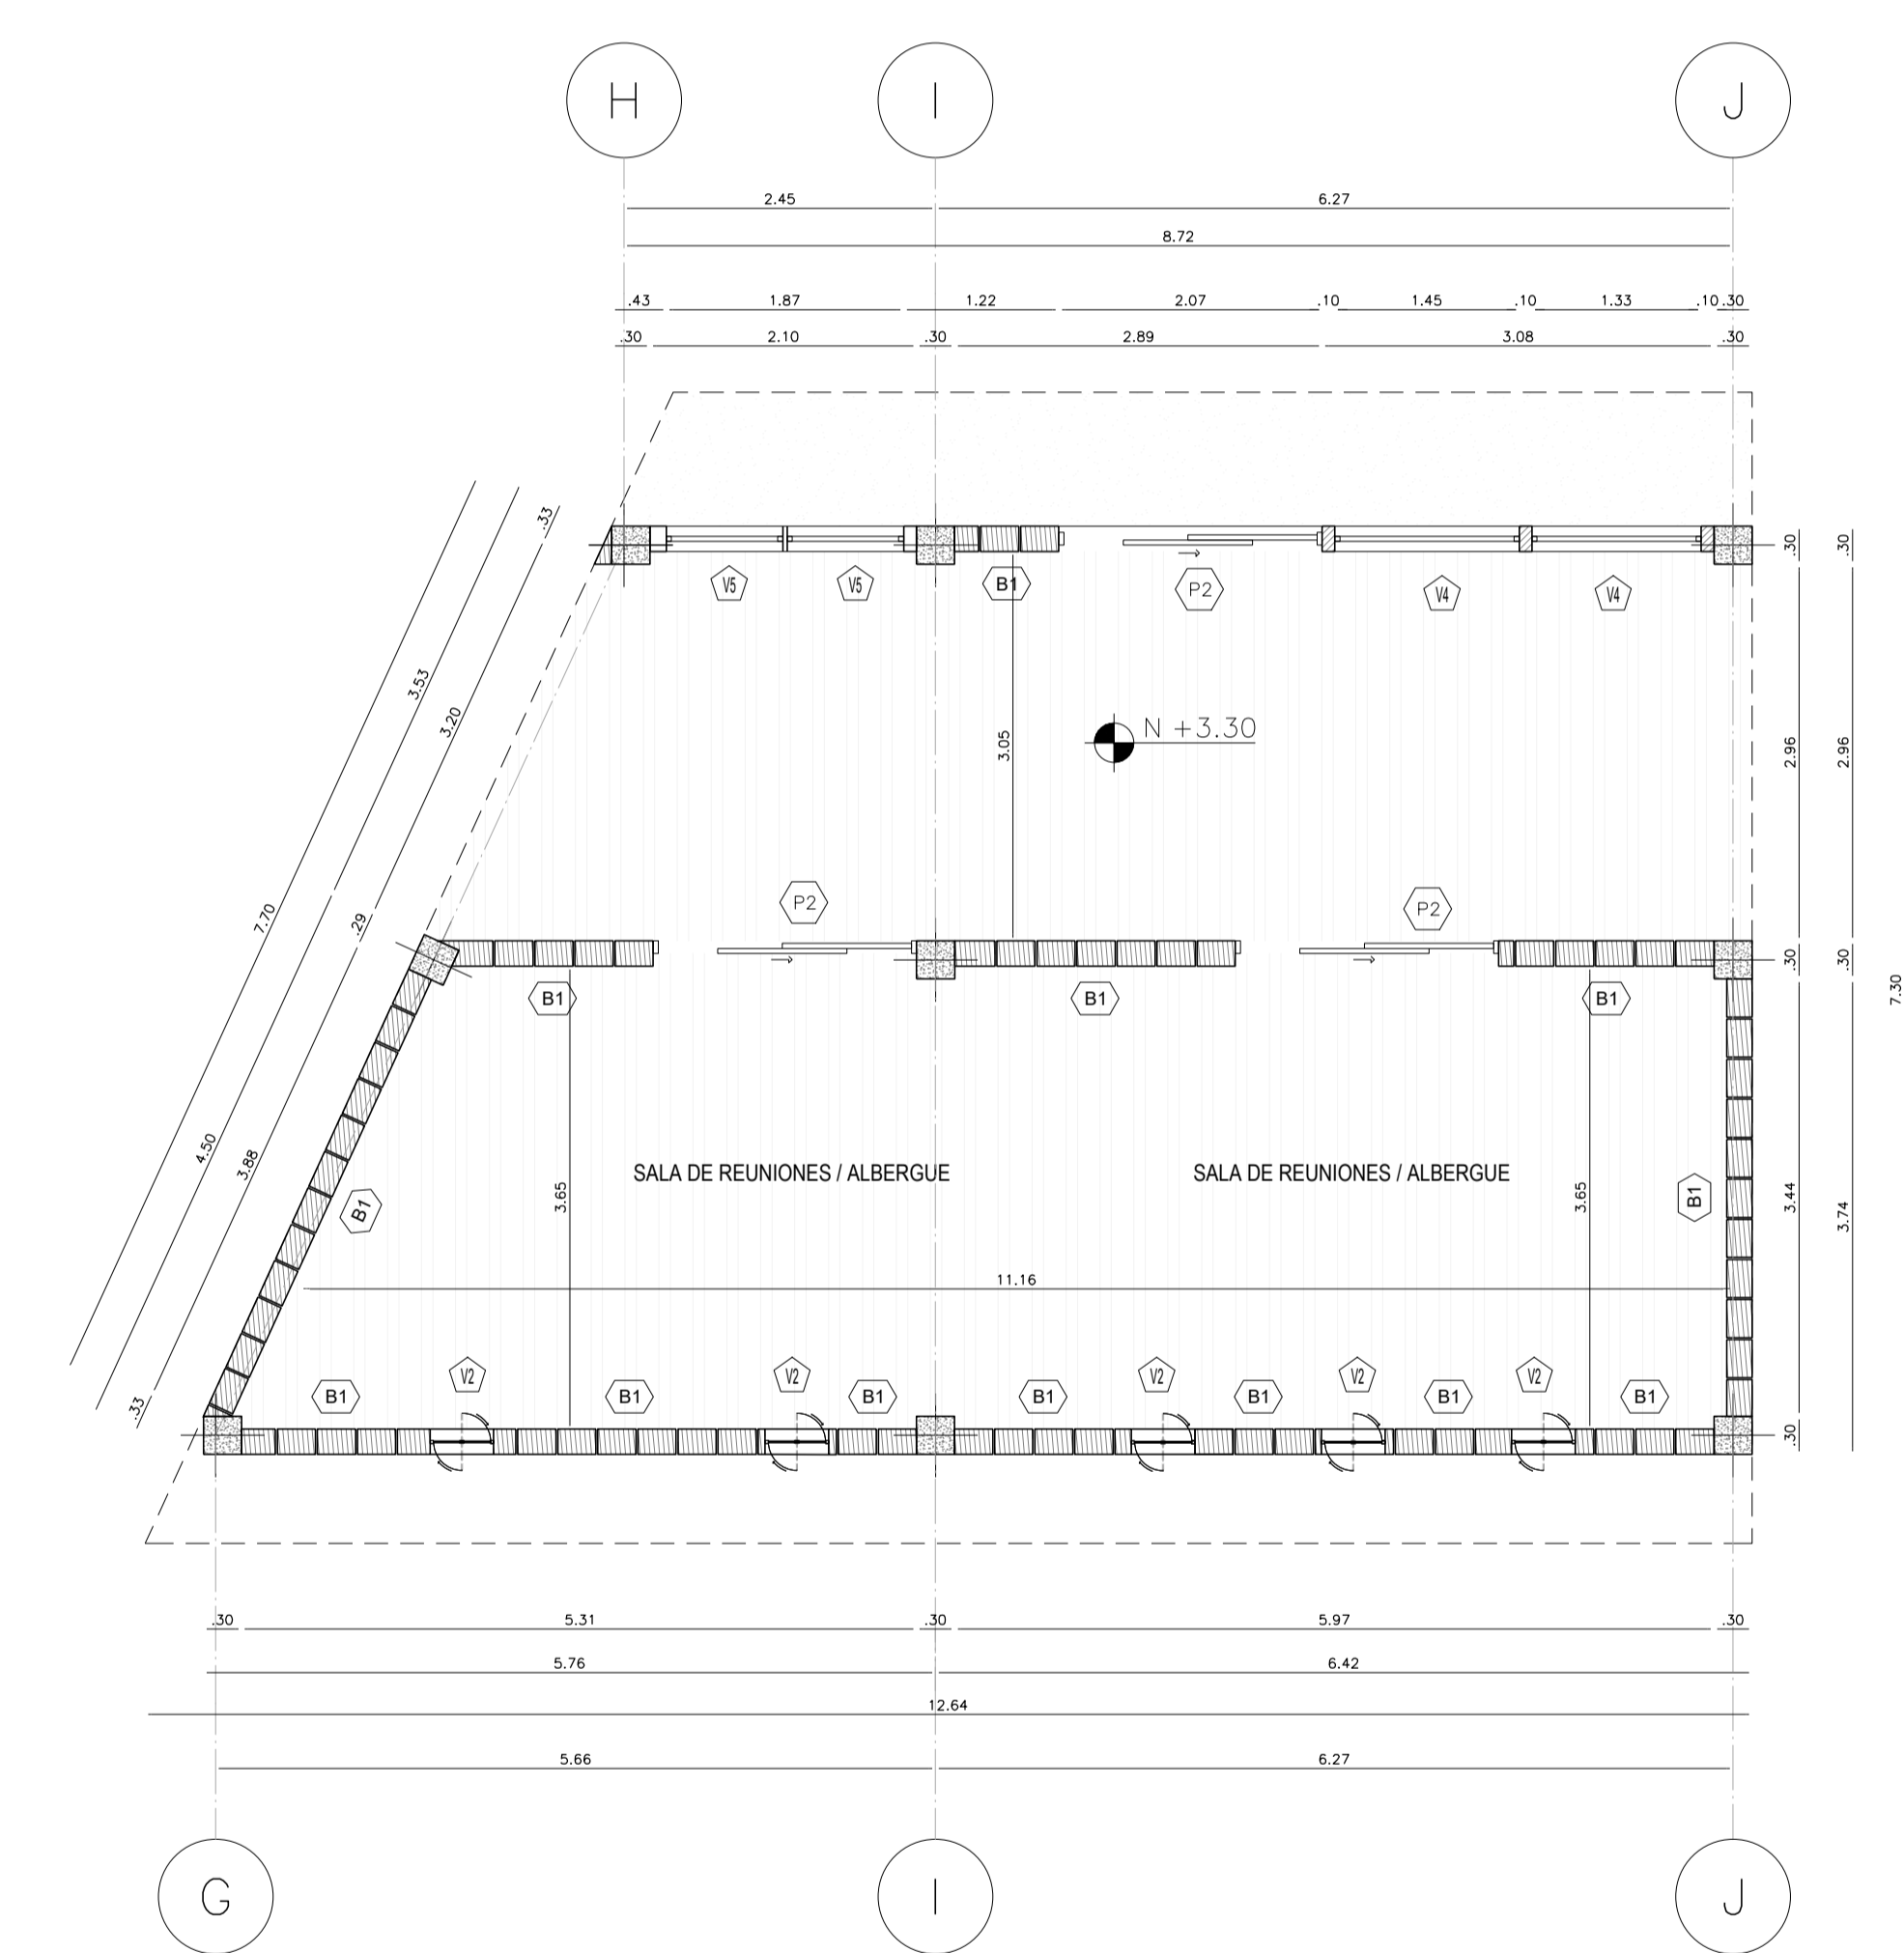 H I J
2.45 6.27
8.72
.43 1.87 1.22 2.07 .10 1.45 .10 1.33 .10 .30
.30 2.10 .30 2.89 3.08 .30
.33
.30 .30
V5 V5 B1 P2 V4 V4
3.53
3.20
N +3.30
3.05
2.96 2.96
P2 P2
7.70
.29
.30 .30
7.30
B1 B1 B1
4.50
3.88
SALA DE REUNIONES / ALBERGUE SALA DE REUNIONES / ALBERGUE
B1
3.65
3.65
B1
3.44
3.74
11.16
V2 V2 V2 V2 V2
.33
B1 B1 B1 B1 B1 B1 B1
.30
.30 5.31 .30 5.97 .30
5.76 6.42
12.64
5.66 6.27
G I J